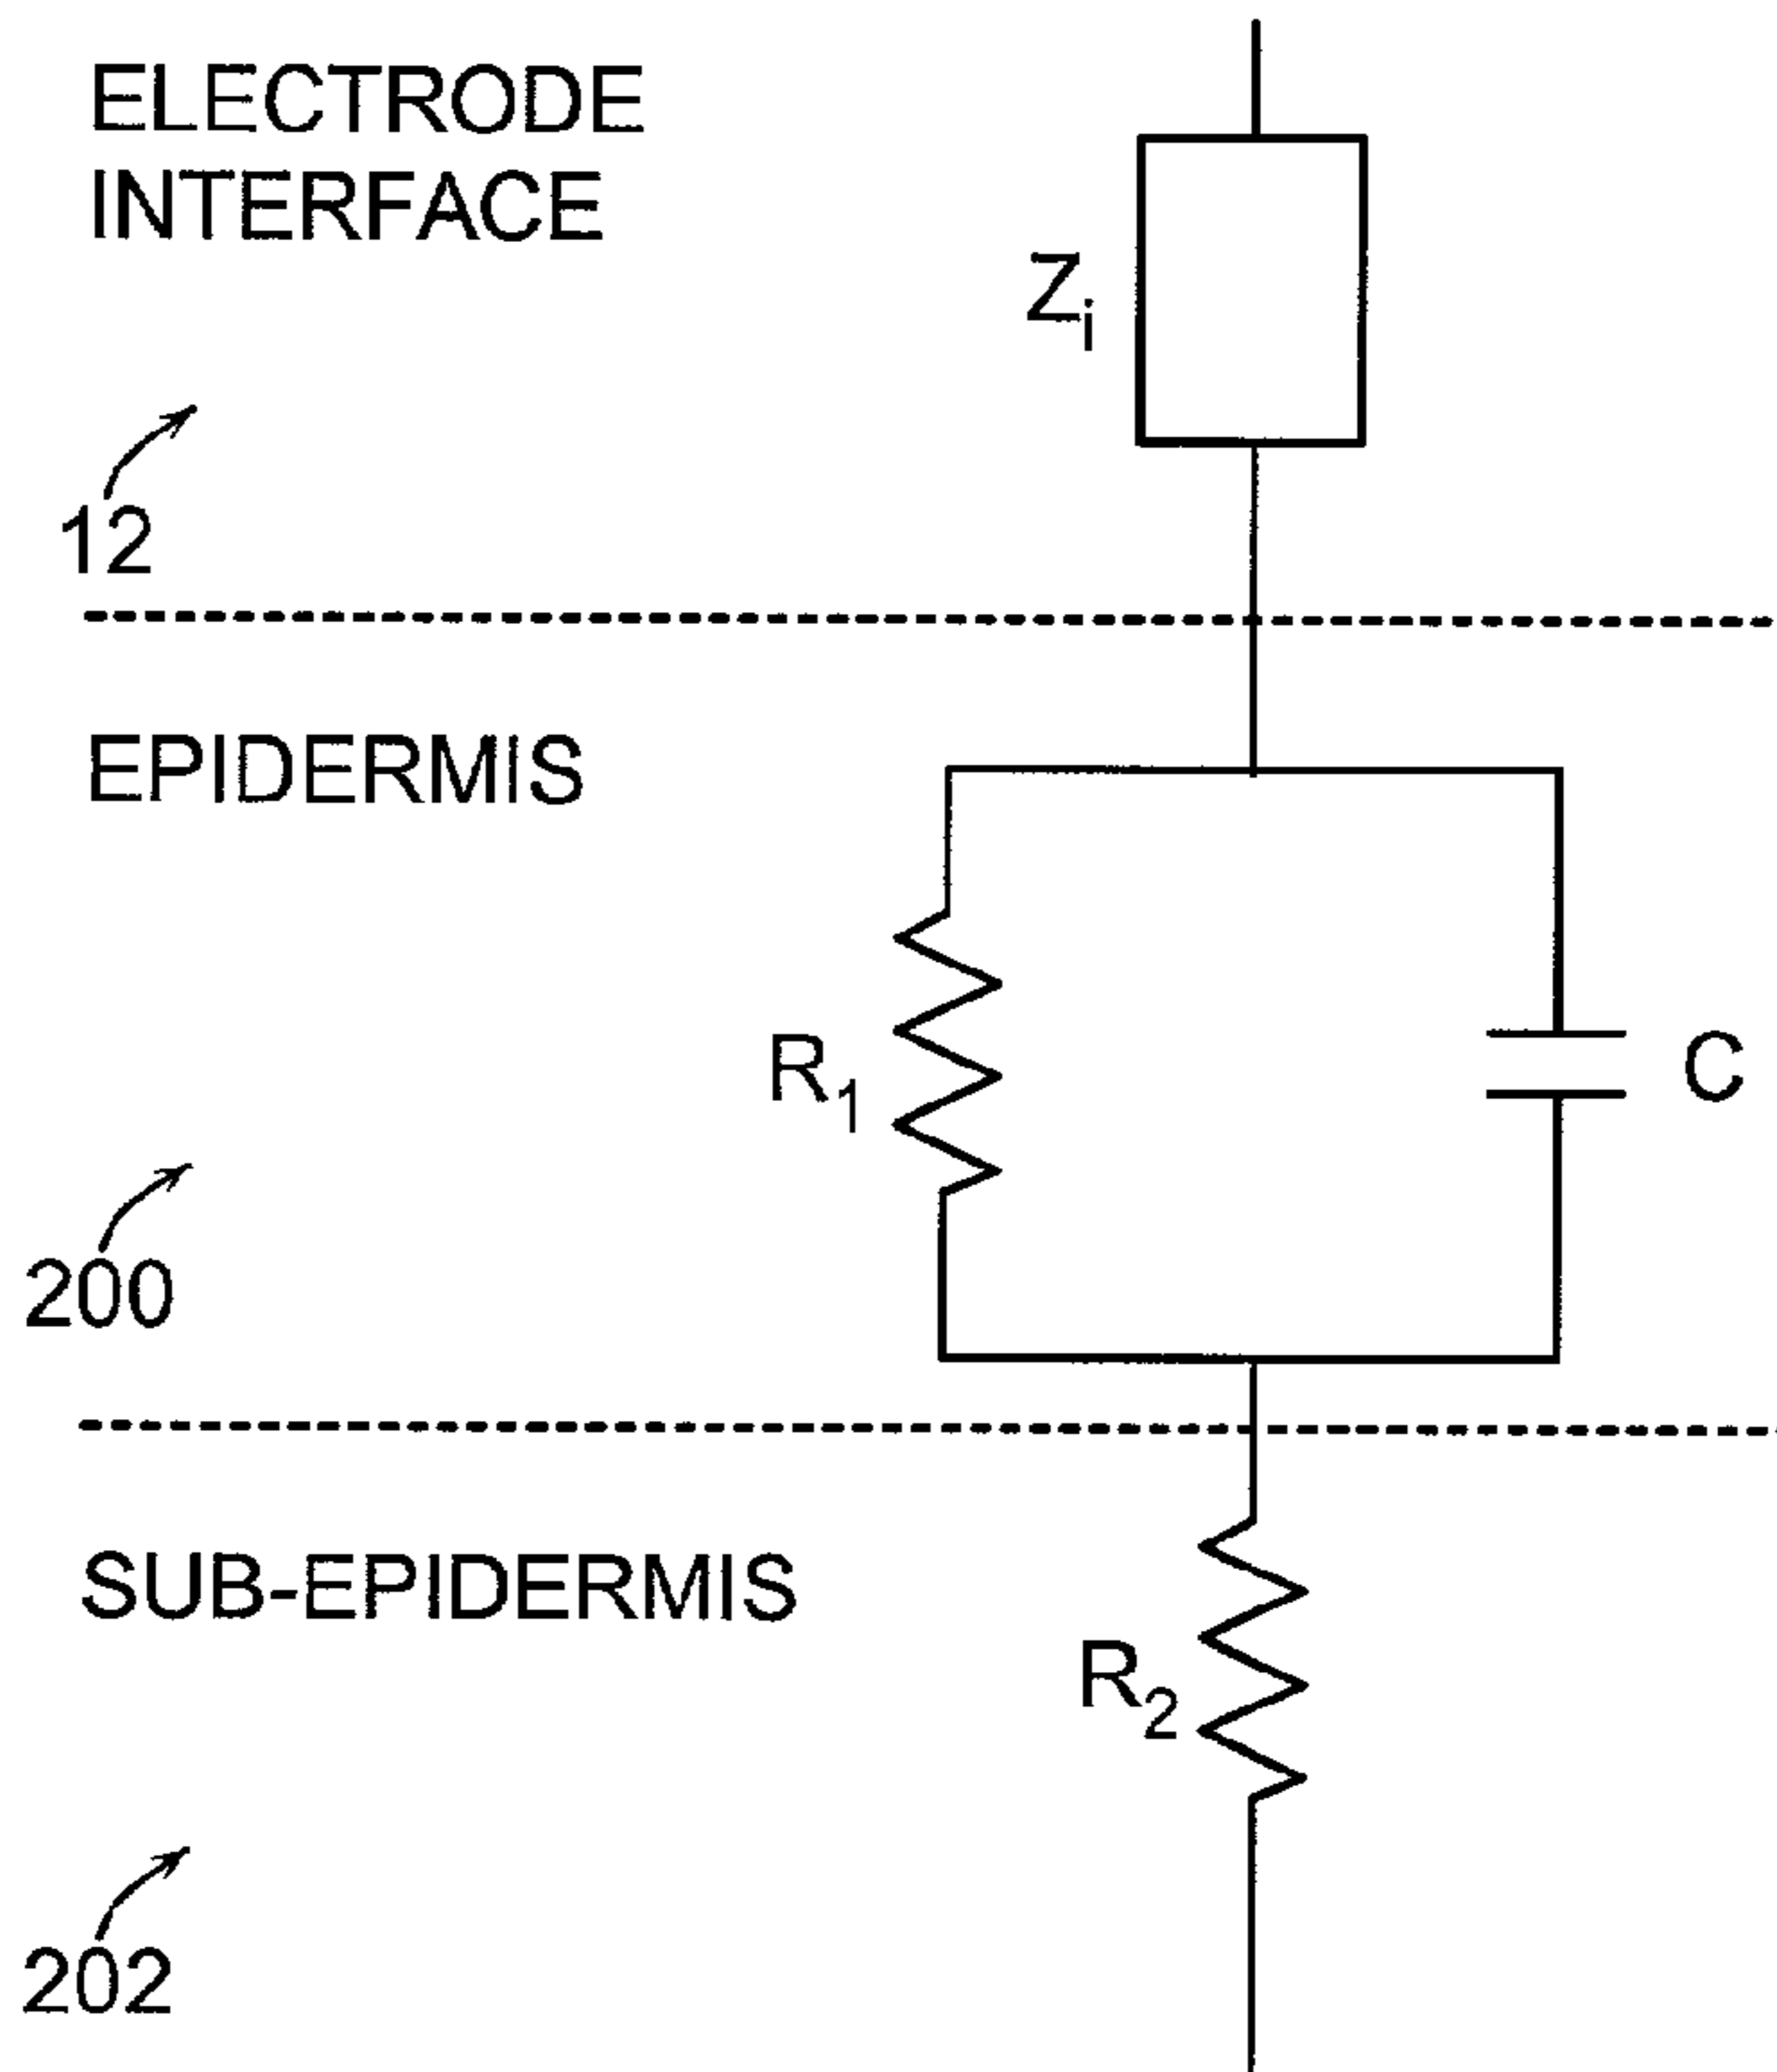 ELECTRODE
INTERFACE
Zi
12
EPIDERMIS
R1
C
200
SUB-EPIDERMIS
R2
202